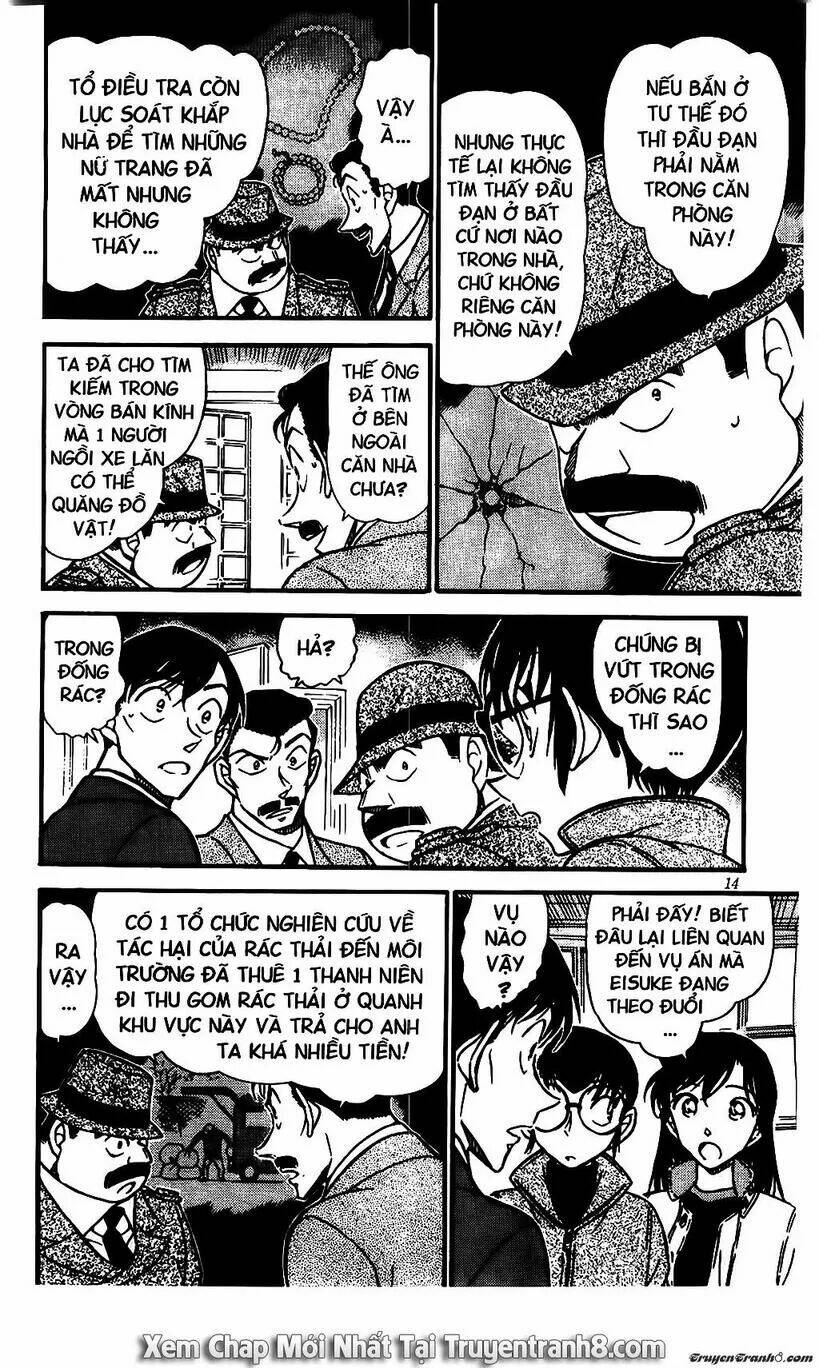 NẾU BẮN Ở
TƯ THẾ ĐÓ
THÌ ĐẦU ĐẠN
PHẢI NẰM
TRONG CĂN
PHÒNG
NÀY!
NHƯNG THỰC
TẾ LẠI KHÔNG
TÌM THẤY ĐẦU
ĐẠN Ở BẤT
CỨ NƠI NÀO
TRONG NHÀ,
CHỨ KHÔNG
RIÊNG CĂN
PHÒNG NÀY!
VẬY
À...
TỔ ĐIỀU TRA CÒN
LỤC SOÁT KHẮP
NHÀ ĐỂ TÌM NHỮNG
NỮ TRANG ĐÃ
MẤT NHƯNG
KHÔNG
THẤY...
THẾ ÔNG
ĐÃ TÌM
Ở BÊN
NGOÀI
CĂN NHÀ
CHƯA?
TA ĐÃ CHO TÌM
KIẾM TRONG
VÒNG BÁN KÍNH
MÀ 1 NGƯỜI
NGỒI XE LĂN
CÓ THỂ
QUĂNG ĐỒ
VẬT!
CHÚNG BỊ
VỨT TRONG
ĐỐNG RÁC
THÌ SAO
...
HẢ?
TRONG
ĐỐNG
RÁC?
14
PHẢI ĐẤY! BIẾT
ĐÂU LẠI LIÊN QUAN
ĐẾN VỤ ÁN MÀ
EISUKE ĐANG
THEO ĐUỔI
...
VỤ
NÀO
VẬY
?
CÓ 1 TỔ CHỨC NGHIÊN CỨU VỀ
TÁC HẠI CỦA RÁC THẢI ĐẾN MÔI
TRƯỜNG ĐÃ THUÊ 1 THANH NIÊN
ĐI THU GOM RÁC THẢI Ở QUANH
KHU VỰC NÀY VÀ TRẢ CHO ANH
TA KHÁ NHIỀU TIỀN!
RA
VẬY
...
Xem Chap Mới Nhất Tại Truyentranh8.com
TruyenTranh8.com